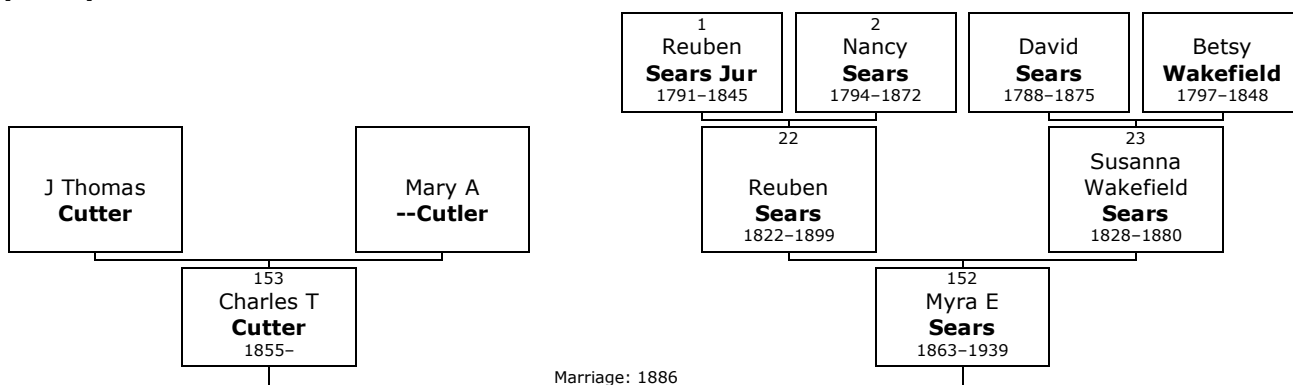 1
Reuben
Sears Jur
1791–1845
2
Nancy
Sears
1794–1872
David
Sears
1788–1875
Betsy
Wakefield
1797–1848
J Thomas
Cutter
Mary A
--Cutler
22
Reuben
Sears
1822–1899
23
Susanna
Wakefield
Sears
1828–1880
153
Charles T
Cutter
1855–
152
Myra E
Sears
1863–1939
Marriage: 1886